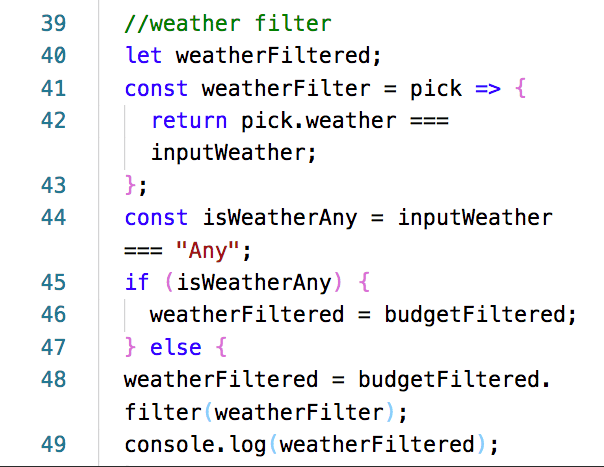 39 //weather filter
40 let weatherFiltered;
41 const weatherFilter = pick => {
42 return pick.weather ===
inputWeather;
43 };
44 const isWeatherAny = inputWeather
=== "Any";
45 if (isWeatherAny) {
46 weatherFiltered = budgetFiltered;
47 } else {
48 weatherFiltered = budgetFiltered.
filter(weatherFilter);
49 console.log(weatherFiltered);